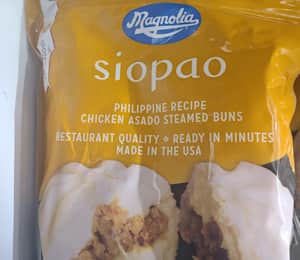 Magnolia
siopao
PHILIPPINE RECIPE
CHICKEN ASADO STEAMED BUNS
RESTAURANT QUALITY • READY IN MINUTES
MADE IN THE USA